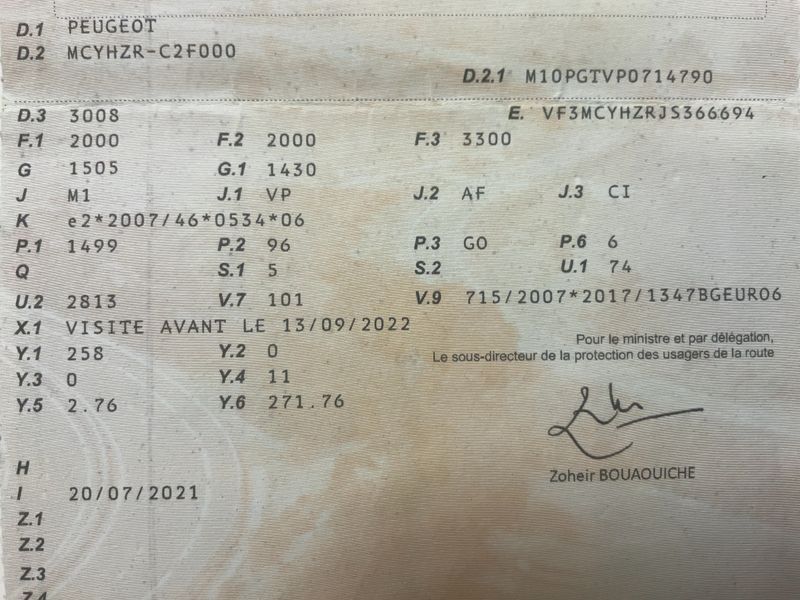 D.1 PEUGEOT
D.2 MCYHZR-C2F000
D.2.1 M10PGTVP0714790
D.3 3008 E. VF3MCYHZRJS366694
F.1 2000 F.2 2000 F.3 3300
G 1505 G.1 1430
J M1 J.1 VP J.2 AF J.3 CI
K e2*2007/46*0534*06
P.1 1499 P.2 96 P.3 GO P.6 6
Q S.1 5 S.2 U.1 74
U.2 2813 V.7 101 V.9 715/2007*2017/1347BGEURO6
X.1 VISITE AVANT LE 13/09/2022
Pour le ministre et par délégation,
Le sous-directeur de la protection des usagers de la route
Y.1 258 Y.2 0
Y.3 0 Y.4 11
Y.5 2.76 Y.6 271.76
Zoheir BOUAOUICHE
H
I 20/07/2021
Z.1
Z.2
Z.3
Z.4